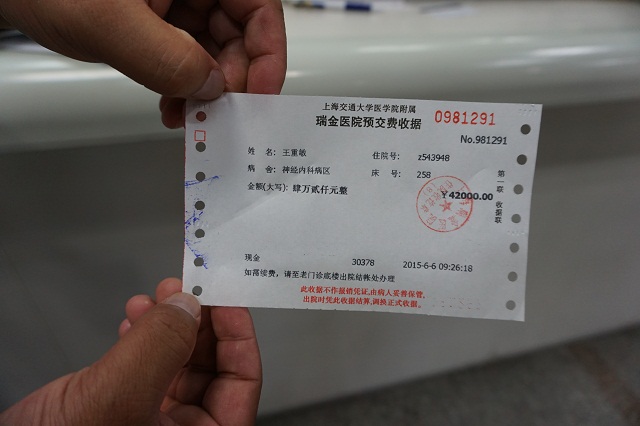 上海交通大学医学院附属
瑞金医院预交费收据 0981291
No.981291
姓 名: 王重敏 住院号: z543948
病 舍: 神经内科病区 床 号: 258
金额(大写): 肆万贰仟元整 ￥42000.00
第一联 收据联
现金 30378 2015-6-6 09:26:18
如需续费, 请至老门诊底楼出院结帐处办理
此收据不作报销凭证,由病人妥善保管,
出院时凭此收据结算,调换正式收据。